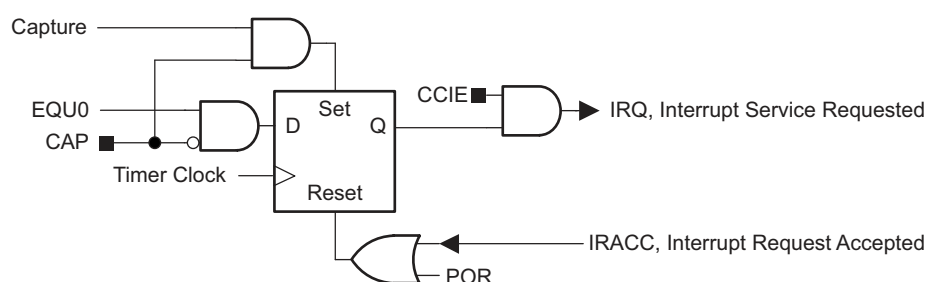 Capture
EQU0
CAP
Timer Clock
Set
D
Q
Reset
CCIE
IRQ, Interrupt Service Requested
IRACC, Interrupt Request Accepted
POR